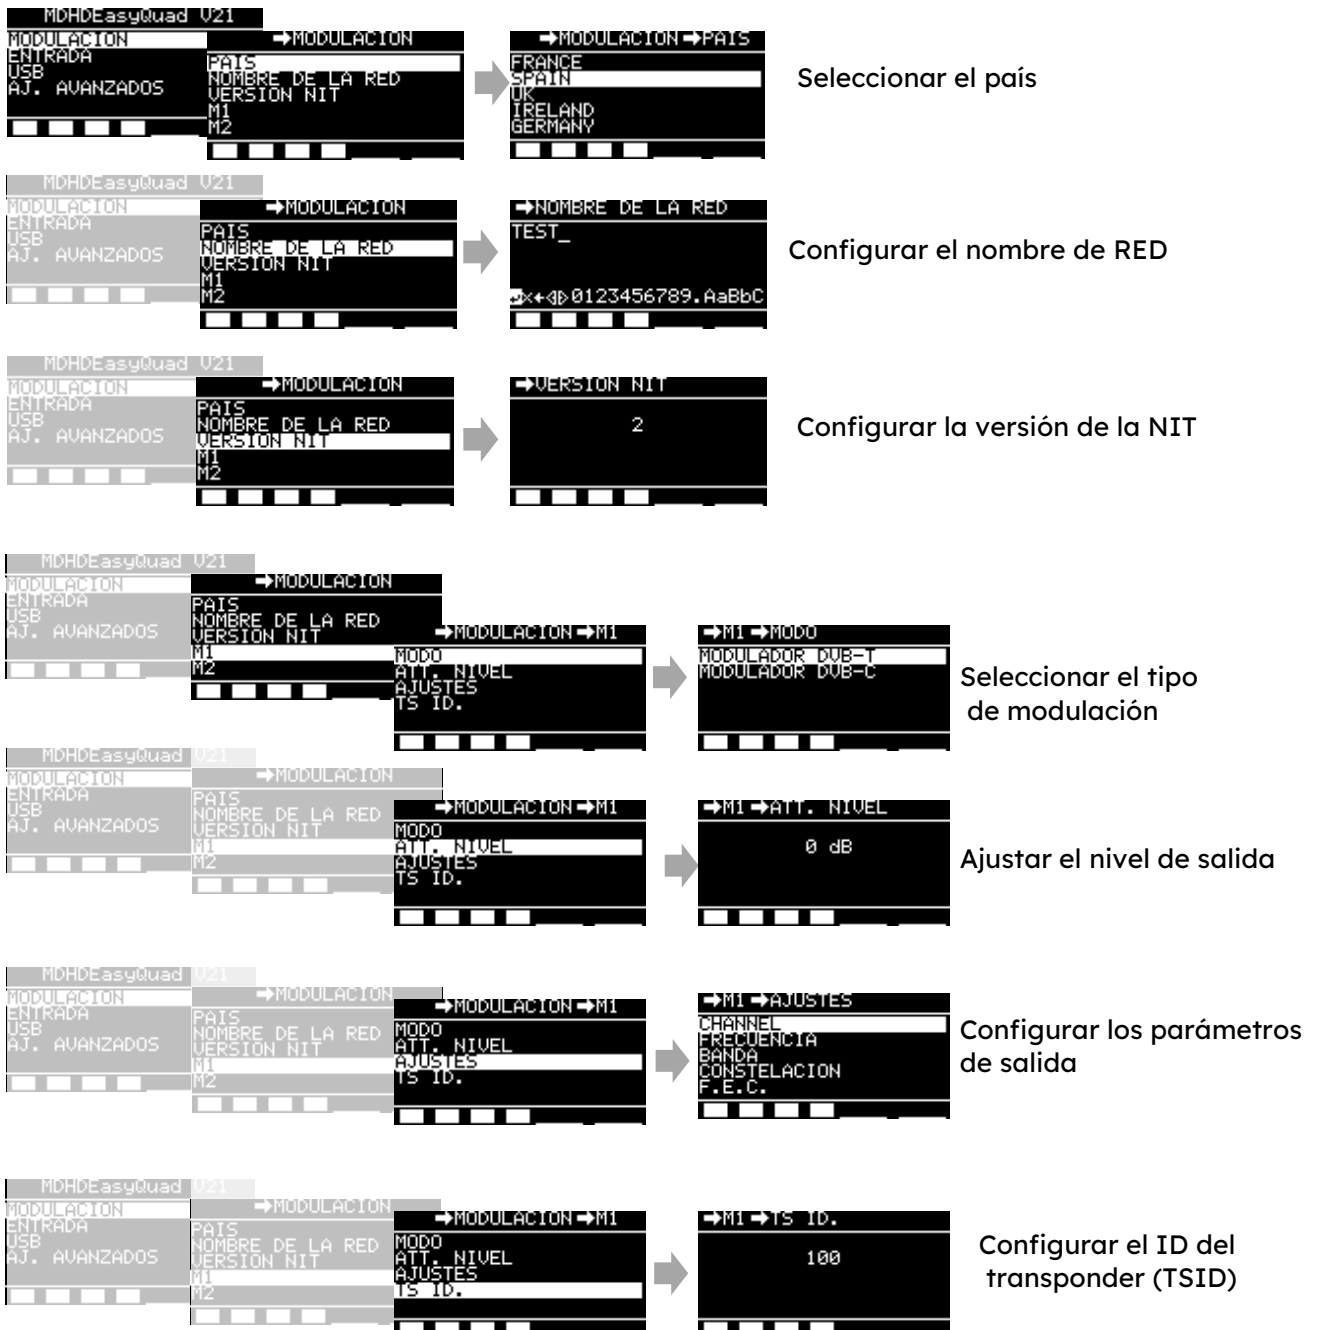 MDHDEasyQuad V21
MODULACION
ENTRADA
USB
AJ. AVANZADOS
➡MODULACION
PAIS
NOMBRE DE LA RED
VERSION NIT
M1
M2
➡MODULACION ➡PAIS
FRANCE
SPAIN
UK
IRELAND
GERMANY
Seleccionar el país
MDHDEasyQuad V21
MODULACION
ENTRADA
USB
AJ. AVANZADOS
➡MODULACION
PAIS
NOMBRE DE LA RED
VERSION NIT
M1
M2
➡NOMBRE DE LA RED
TEST_
0123456789.AaBbC
Configurar el nombre de RED
MDHDEasyQuad V21
MODULACION
ENTRADA
USB
AJ. AVANZADOS
➡MODULACION
PAIS
NOMBRE DE LA RED
VERSION NIT
M1
M2
➡VERSION NIT
2
Configurar la versión de la NIT
MDHDEasyQuad V21
MODULACION
ENTRADA
USB
AJ. AVANZADOS
➡MODULACION
PAIS
NOMBRE DE LA RED
VERSION NIT
M1
M2
➡MODULACION ➡M1
MODO
ATT. NIVEL
AJUSTES
TS ID.
➡M1 ➡MODO
MODULADOR DVB-T
MODULADOR DVB-C
Seleccionar el tipo
de modulación
MDHDEasyQuad V21
MODULACION
ENTRADA
USB
AJ. AVANZADOS
➡MODULACION
PAIS
NOMBRE DE LA RED
VERSION NIT
M1
M2
➡MODULACION ➡M1
MODO
ATT. NIVEL
AJUSTES
TS ID.
➡M1 ➡ATT. NIVEL
0 dB
Ajustar el nivel de salida
MDHDEasyQuad V21
MODULACION
ENTRADA
USB
AJ. AVANZADOS
➡MODULACION
PAIS
NOMBRE DE LA RED
VERSION NIT
M1
M2
➡MODULACION ➡M1
MODO
ATT. NIVEL
AJUSTES
TS ID.
➡M1 ➡AJUSTES
CHANNEL
FRECUENCIA
BANDA
CONSTELACION
F.E.C.
Configurar los parámetros
de salida
MDHDEasyQuad V21
MODULACION
ENTRADA
USB
AJ. AVANZADOS
➡MODULACION
PAIS
NOMBRE DE LA RED
VERSION NIT
M1
M2
➡MODULACION ➡M1
MODO
ATT. NIVEL
AJUSTES
TS ID.
➡M1 ➡TS ID.
100
Configurar el ID del
transponder (TSID)